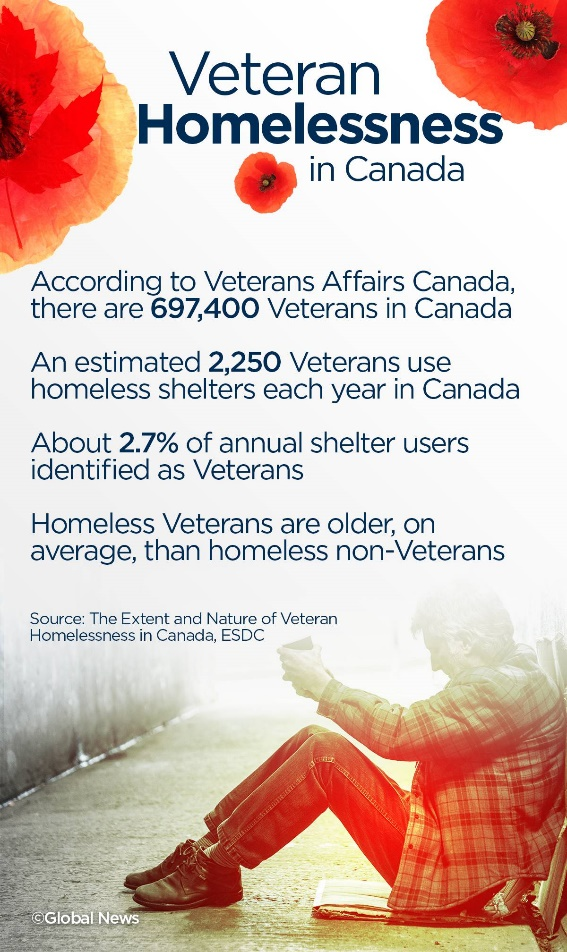 Veteran
Homelessness
in Canada
According to Veterans Affairs Canada,
there are 697,400 Veterans in Canada
An estimated 2,250 Veterans use
homeless shelters each year in Canada
About 2.7% of annual shelter users
identified as Veterans
Homeless Veterans are older, on
average, than homeless non-Veterans
Source: The Extent and Nature of Veteran
Homelessness in Canada, ESDC
©Global News